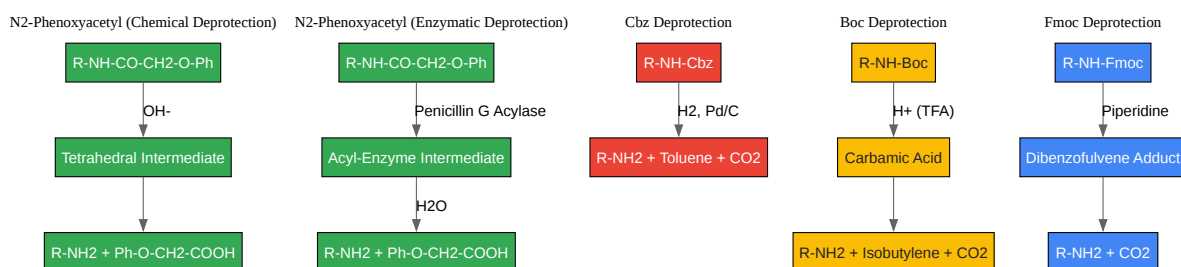 N2-Phenoxyacetyl (Chemical Deprotection)
R-NH-CO-CH2-O-Ph
OH-
Tetrahedral Intermediate
R-NH2 + Ph-O-CH2-COOH
N2-Phenoxyacetyl (Enzymatic Deprotection)
R-NH-CO-CH2-O-Ph
Penicillin G Acylase
Acyl-Enzyme Intermediate
H2O
R-NH2 + Ph-O-CH2-COOH
Cbz Deprotection
R-NH-Cbz
H2, Pd/C
R-NH2 + Toluene + CO2
Boc Deprotection
R-NH-Boc
H+ (TFA)
Carbamic Acid
R-NH2 + Isobutylene + CO2
Fmoc Deprotection
R-NH-Fmoc
Piperidine
Dibenzofulvene Adduct
R-NH2 + CO2